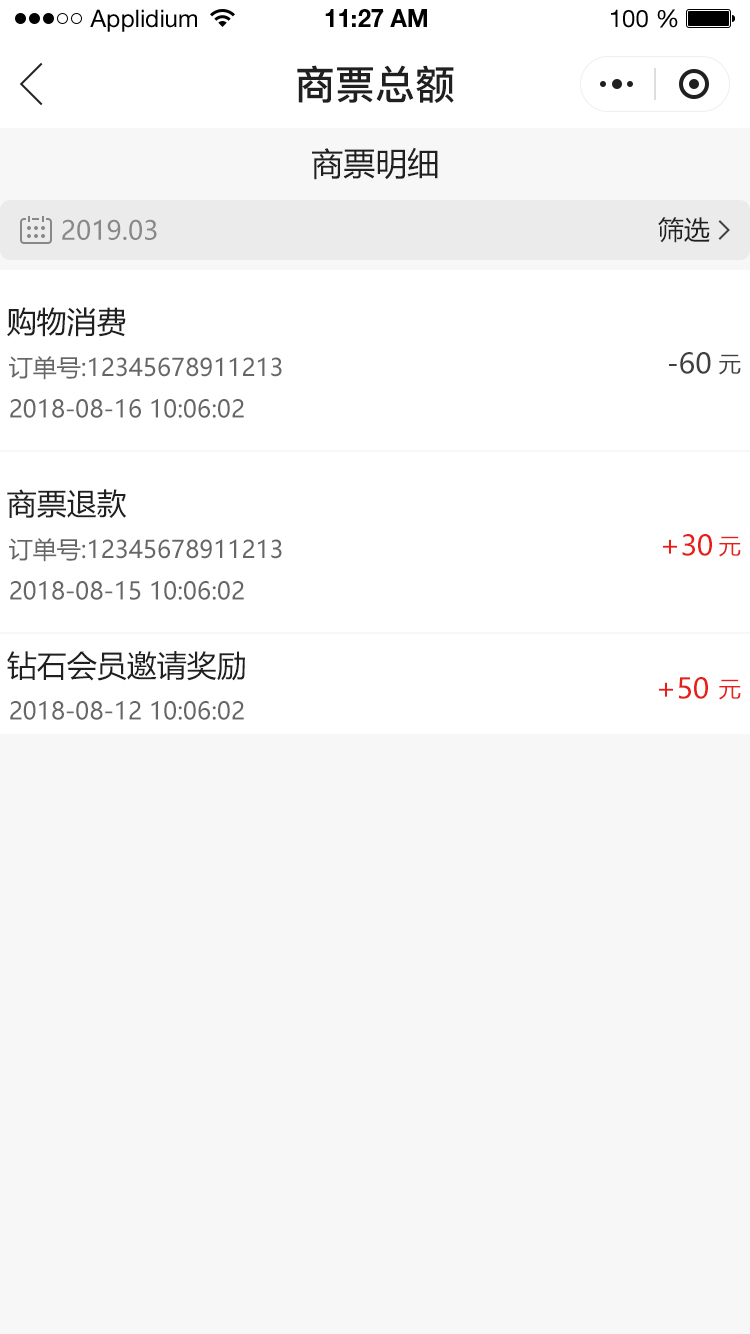 Applidium 11:27 AM 100 %
商票总额
商票明细
2019.03 筛选
购物消费
订单号:12345678911213
-60 元
2018-08-16 10:06:02
商票退款
订单号:12345678911213
+30 元
2018-08-15 10:06:02
钻石会员邀请奖励
+50 元
2018-08-12 10:06:02